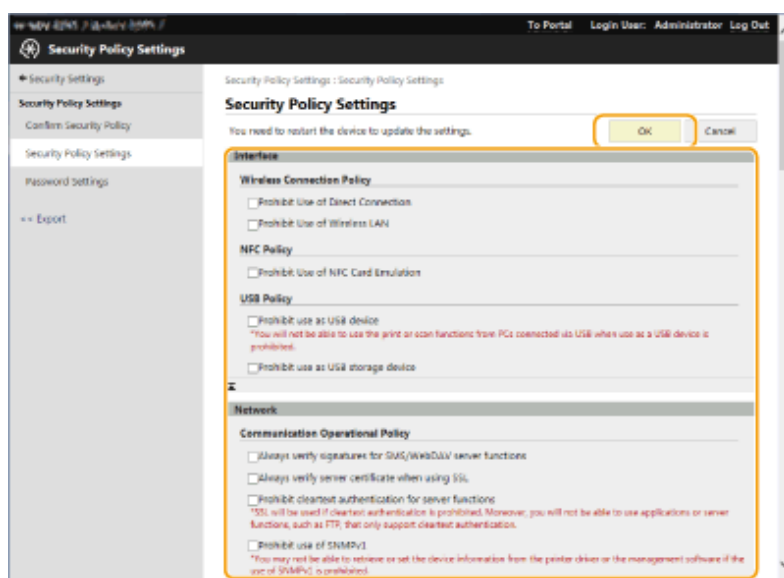 To Portal Login User: Administrator Log Out
Security Policy Settings
Security Settings
Security Policy Settings : Security Policy Settings
Security Policy Settings
Security Policy Settings
Confirm Security Policy
You need to restart the device to update the settings.
OK
Cancel
Security Policy Settings
Interface
Password Settings
Wireless Connection Policy
Prohibit Use of Direct Connection
Export
Prohibit Use of Wireless LAN
NFC Policy
Prohibit Use of NFC Card Emulation
USB Policy
Prohibit use as USB device
*You will not be able to use the print or scan functions from PCs connected via USB when use as a USB device is
prohibited.
Prohibit use as USB storage device
Network
Communication Operational Policy
Always verify signatures for SMS/WebDAV server functions
Always verify server certificate when using SSL
Prohibit cleartext authentication for server functions
*SSL will be used if cleartext authentication is prohibited. Moreover, you will not be able to use applications or server
functions, such as FTP, that only support cleartext authentication.
Prohibit use of SNMPv1
*You may not be able to retrieve or set the device information from the printer driver or the management software if the
use of SNMPv1 is prohibited.